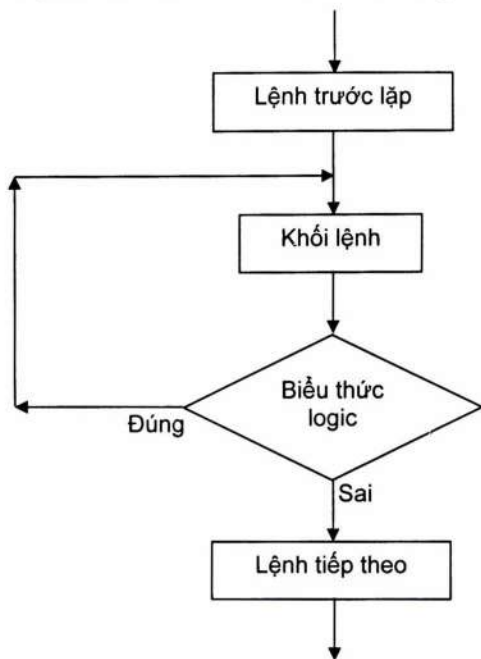 Lệnh trước lặp
Khối lệnh
Biểu thức
logic
Đúng
Sai
Lệnh tiếp theo